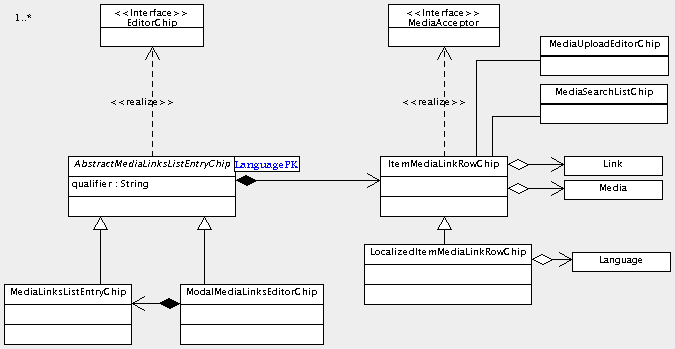 1..*
<<Interface>>
EditorChip
<<Interface>>
MediaAcceptor
MediaUploadEditorChip
MediaSearchListChip
<<realize>>
<<realize>>
AbstractMediaLinksListEntryChip
LanguagePK
qualifier : String
ItemMediaLinkRowChip
Link
Media
LocalizedItemMediaLinkRowChip
Language
MediaLinksListEntryChip
ModalMediaLinksEditorChip